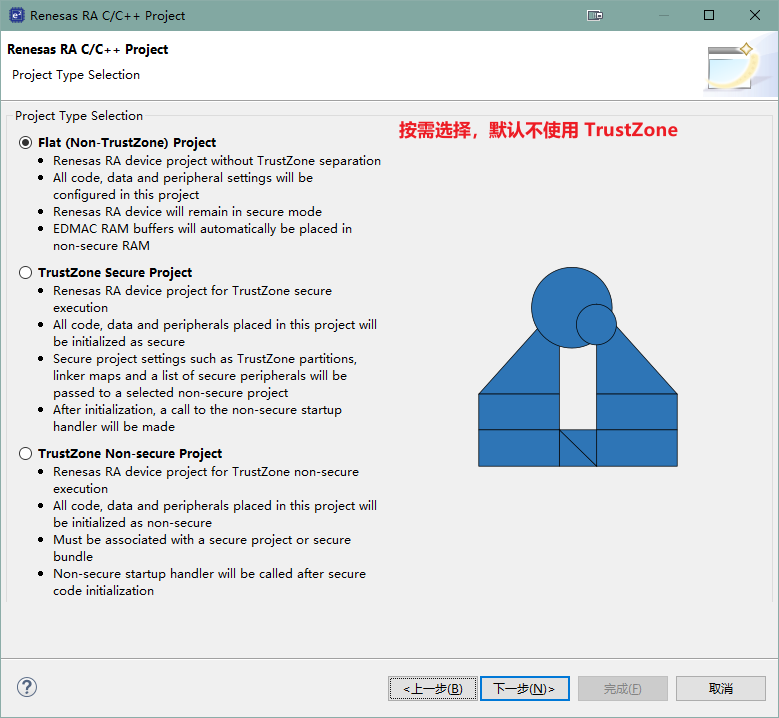 Renesas RA C/C++ Project
Renesas RA C/C++ Project
Project Type Selection
Project Type Selection
按需选择，默认不使用 TrustZone
Flat (Non-TrustZone) Project
• Renesas RA device project without TrustZone separation
• All code, data and peripheral settings will be
configured in this project
• Renesas RA device will remain in secure mode
• EDMAC RAM buffers will automatically be placed in
non-secure RAM
TrustZone Secure Project
• Renesas RA device project for TrustZone secure
execution
• All code, data and peripherals placed in this project will
be initialized as secure
• Secure project settings such as TrustZone partitions,
linker maps and a list of secure peripherals will be
passed to a selected non-secure project
• After initialization, a call to the non-secure startup
handler will be made
TrustZone Non-secure Project
• Renesas RA device project for TrustZone non-secure
execution
• All code, data and peripherals placed in this project will
be initialized as non-secure
• Must be associated with a secure project or secure
bundle
• Non-secure startup handler will be called after secure
code initialization
?
<上一步(B)
下一步(N)>
完成(F)
取消